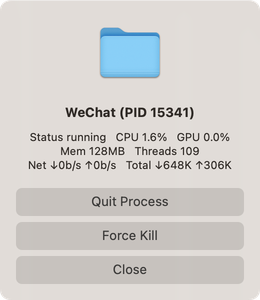 WeChat (PID 15341)
Status running   CPU 1.6%   GPU 0.0%
Mem 128MB   Threads 109
Net ↓0b/s ↑0b/s   Total ↓648K ↑306K
Quit Process
Force Kill
Close